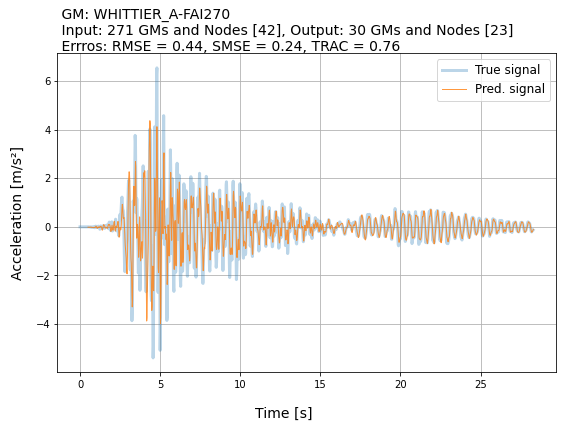 GM: WHITTIER_A-FAI270
Input: 271 GMs and Nodes [42], Output: 30 GMs and Nodes [23]
Errros: RMSE = 0.44, SMSE = 0.24, TRAC = 0.76
True signal
Pred. signal
Acceleration [m/s²]
6
4
2
0
−2
−4
0
5
10
15
20
25
Time [s]